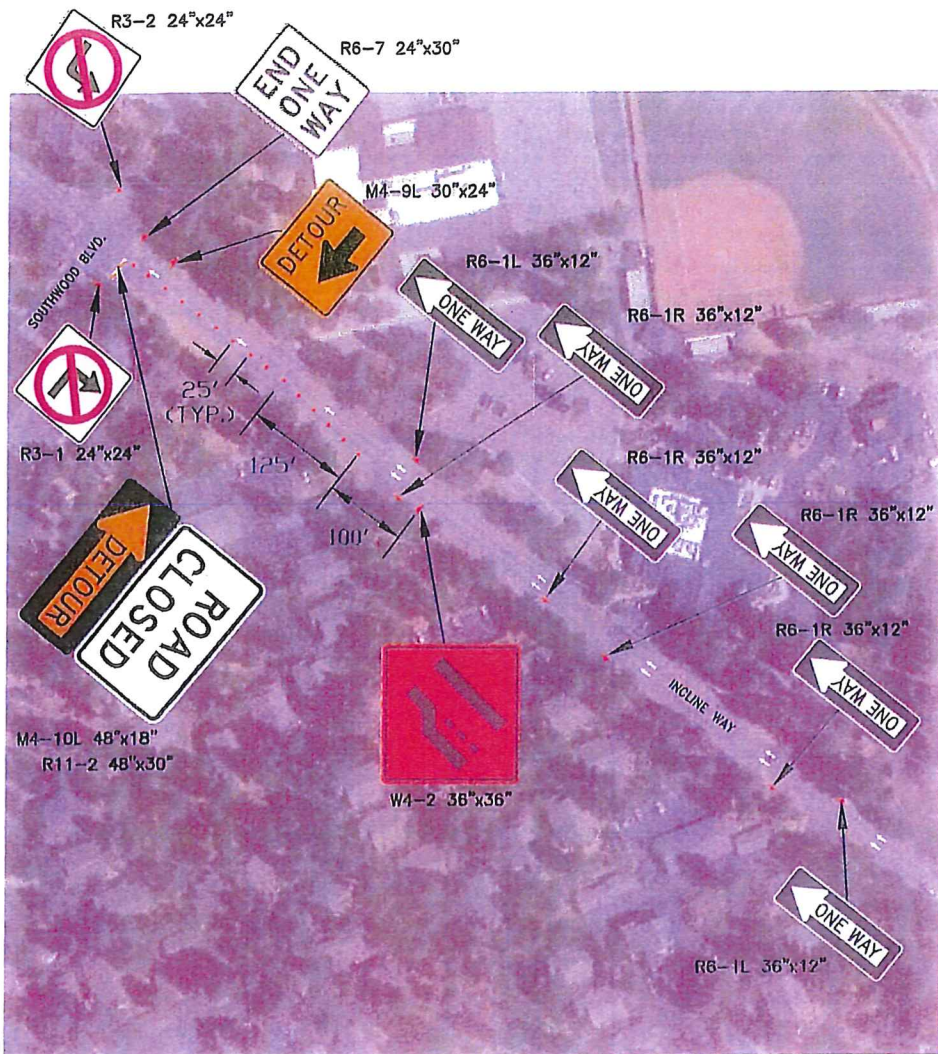 R3-2 24"x24"
R6-7 24"x30"
END
ONE
WAY
M4-9L 30"x24"
DETOUR
SOUTHWOOD BLVD.
R6-1L 36"x12"
ONE WAY
R6-1R 36"x12"
ONE WAY
R3-1 24"x24"
25'
(TYP.)
125'
100'
R6-1R 36"x12"
ONE WAY
R6-1R 36"x12"
ONE WAY
DETOUR
ROAD
CLOSED
M4-10L 48"x18"
R11-2 48"x30"
W4-2 36"x36"
INCLINE WAY
R6-1R 36"x12"
ONE WAY
ONE WAY
R6-1L 36"x12"